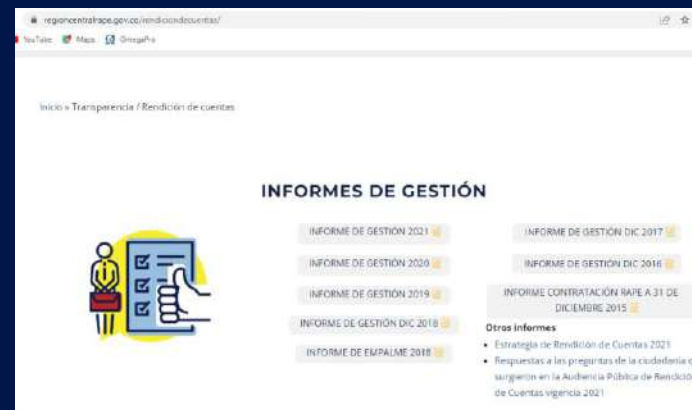 regioncentralrape.gov.co/rendiciondecuentas/
YouTube Maps OmegaPro
Inicio » Transparencia / Rendición de cuentas
INFORMES DE GESTIÓN
INFORME DE GESTIÓN 2021
INFORME DE GESTIÓN 2020
INFORME DE GESTIÓN 2019
INFORME DE GESTIÓN DIC 2018
INFORME DE EMPALME 2018
INFORME DE GESTIÓN DIC 2017
INFORME DE GESTIÓN DIC 2016
INFORME CONTRATACIÓN RAPE A 31 DE
DICIEMBRE 2015
Otros informes
• Estrategia de Rendición de Cuentas 2021
• Respuestas a las preguntas de la ciudadanía q
surgieron en la Audiencia Pública de Rendició
de Cuentas vigencia 2021